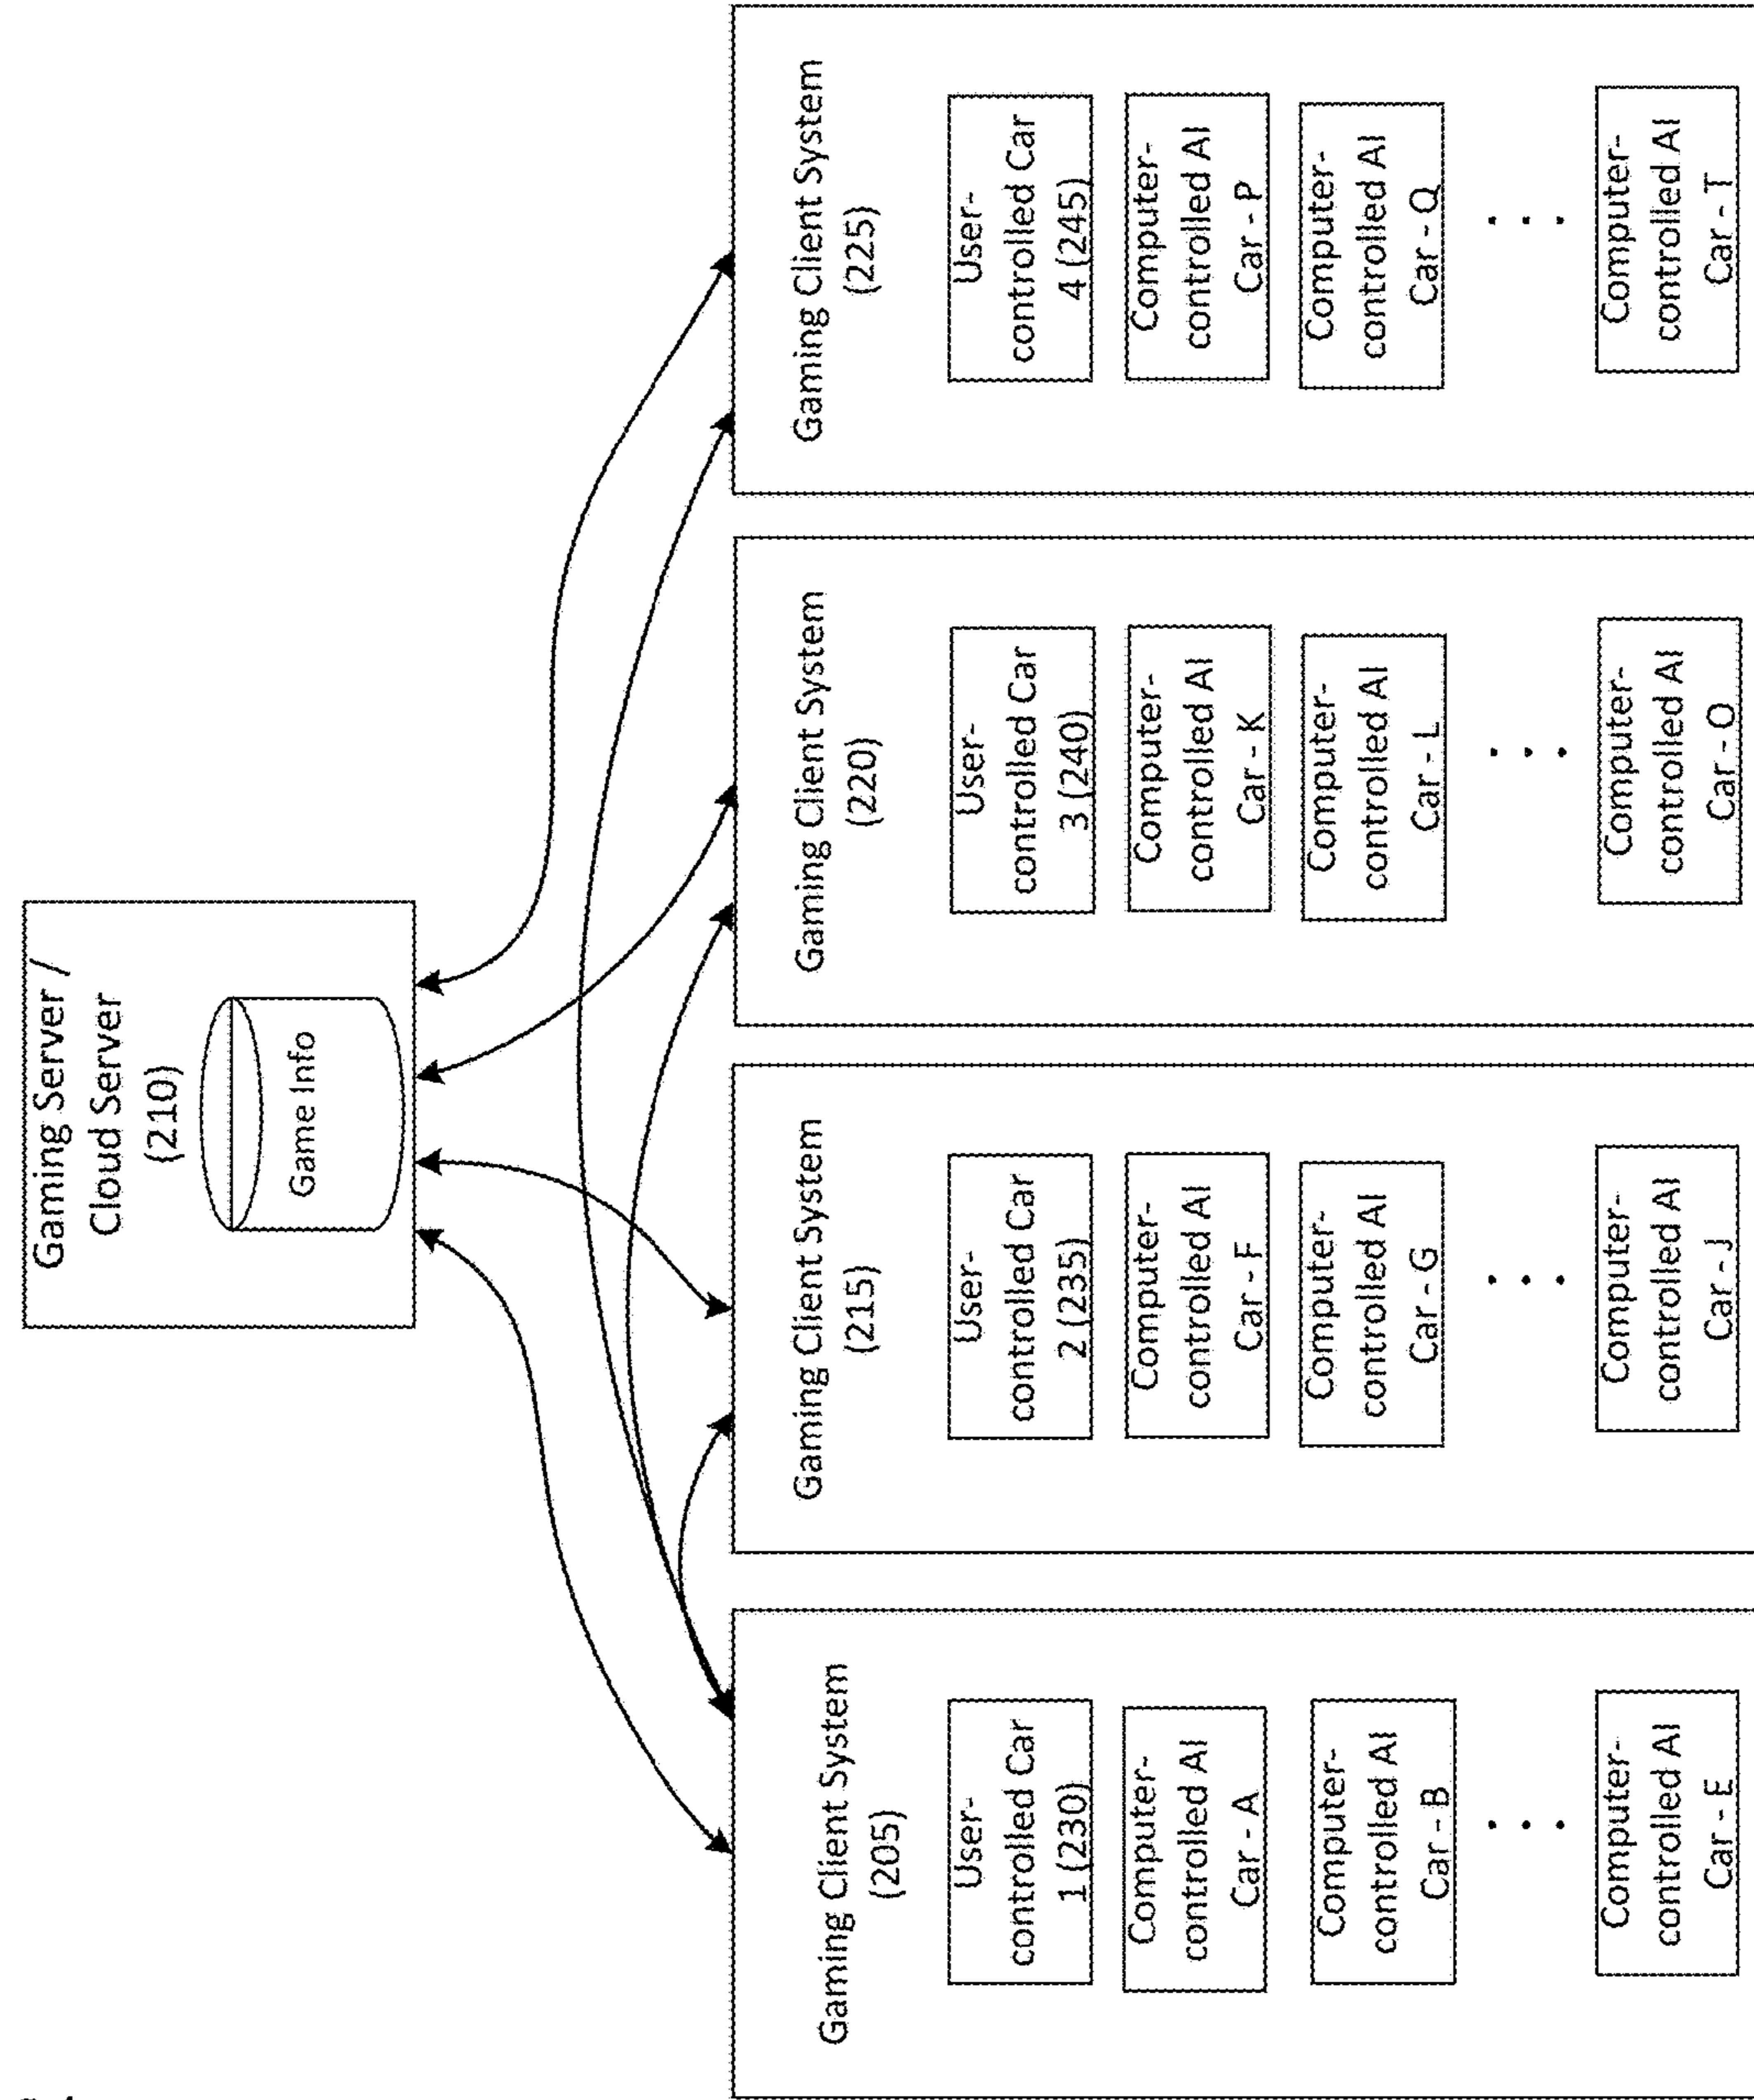 Gaming Server /
Cloud Server
(210)
Game Info
Gaming Client System
(205)
User-
controlled Car
1 (230)
Computer-
controlled AI
Car - A
Computer-
controlled AI
Car - B
Computer-
controlled AI
Car - E
Gaming Client System
(215)
User-
controlled Car
2 (235)
Computer-
controlled AI
Car - F
Computer-
controlled AI
Car - G
Computer-
controlled AI
Car - J
Gaming Client System
(220)
User-
controlled Car
3 (240)
Computer-
controlled AI
Car - K
Computer-
controlled AI
Car - L
Computer-
controlled AI
Car - O
Gaming Client System
(225)
User-
controlled Car
4 (245)
Computer-
controlled AI
Car - P
Computer-
controlled AI
Car - Q
Computer-
controlled AI
Car - T